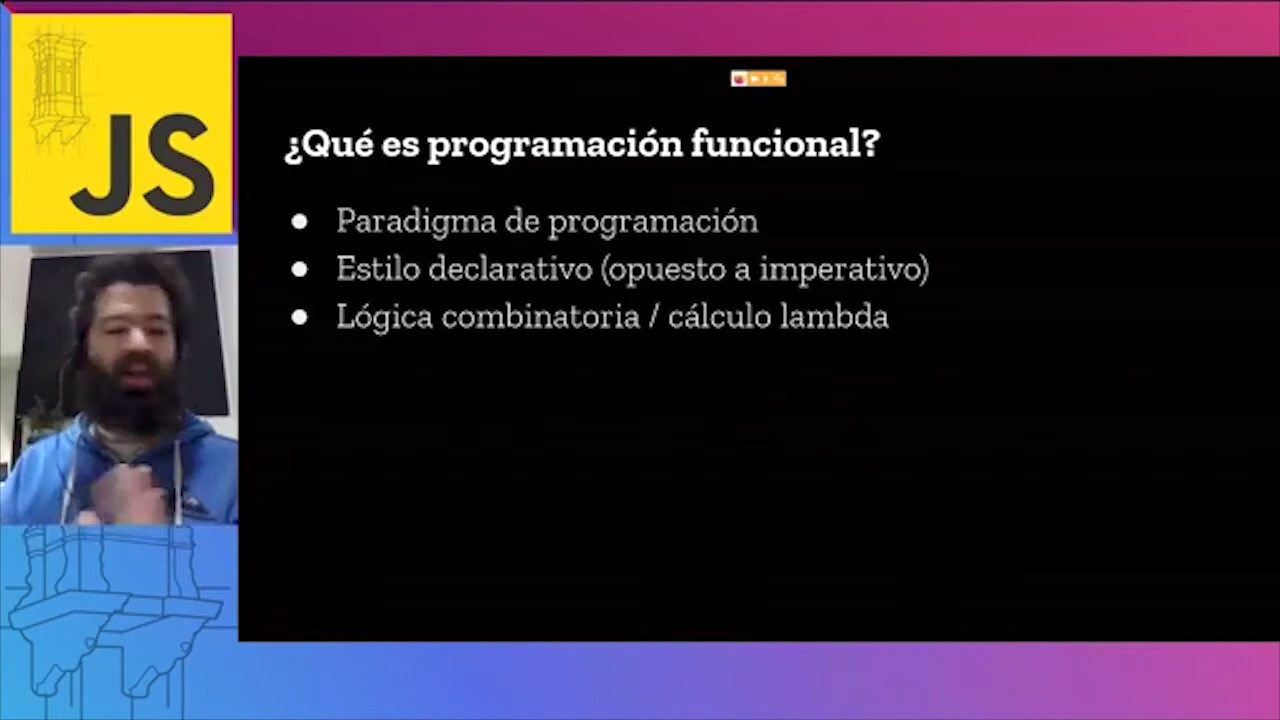 JS
¿Qué es programación funcional?
● Paradigma de programación
● Estilo declarativo (opuesto a imperativo)
● Lógica combinatoria / cálculo lambda